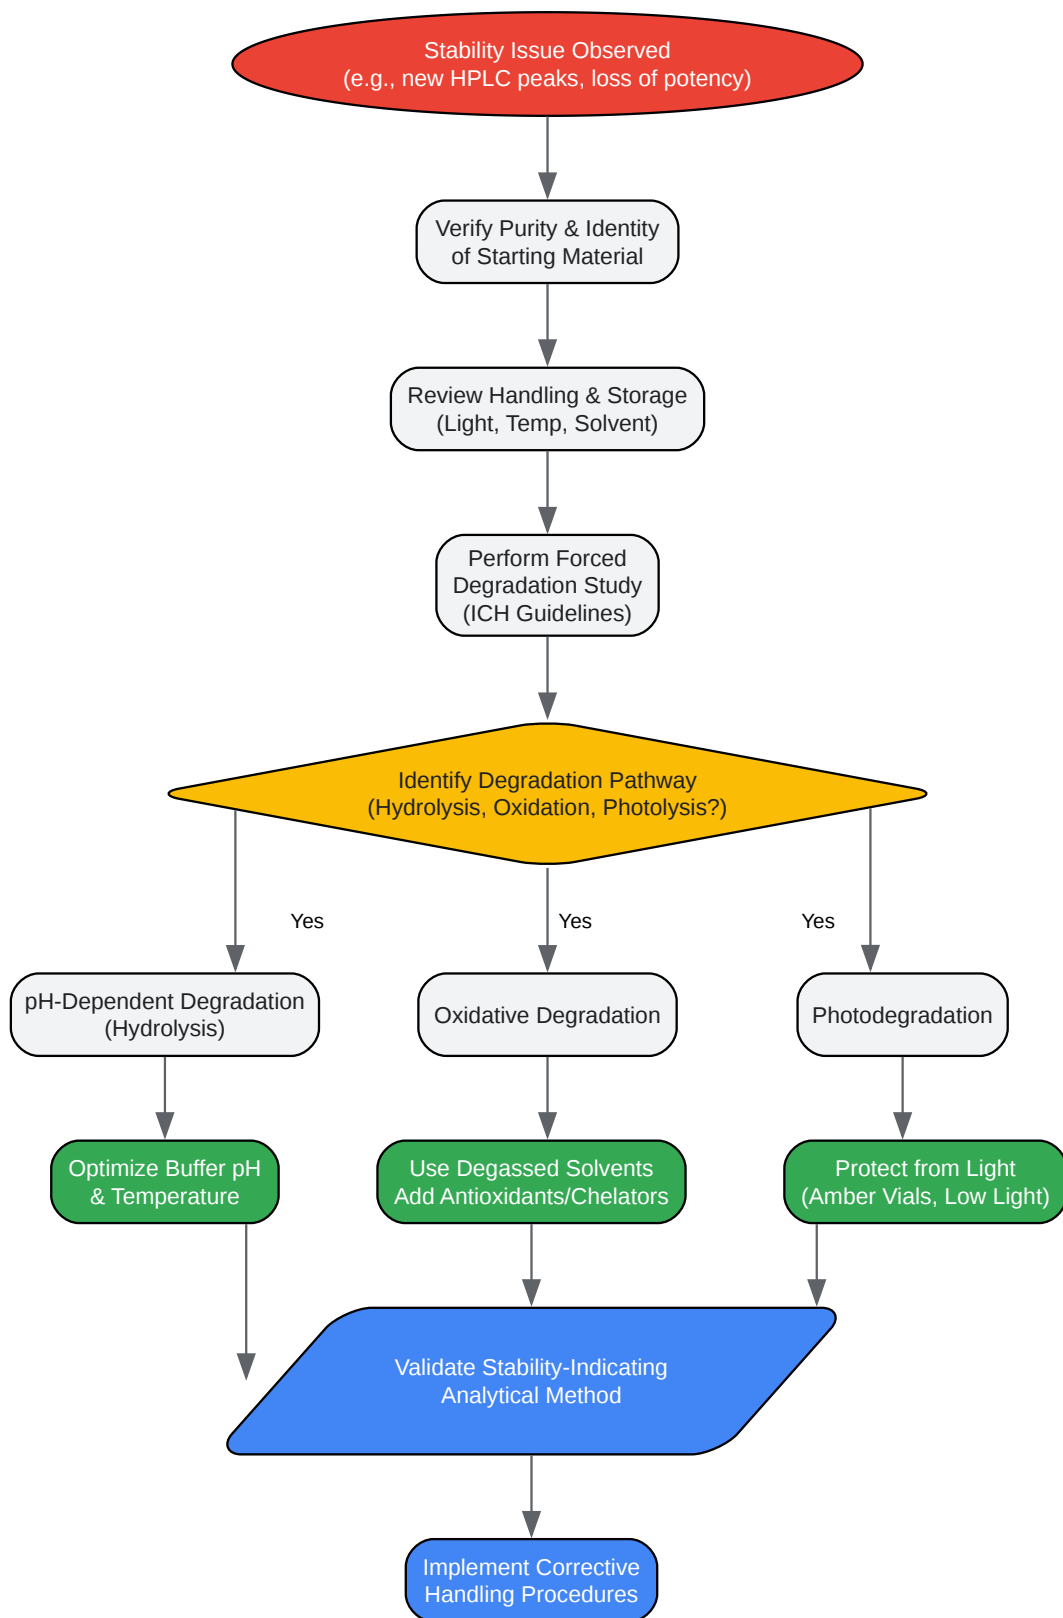 Stability Issue Observed
(e.g., new HPLC peaks, loss of potency)
Verify Purity & Identity
of Starting Material
Review Handling & Storage
(Light, Temp, Solvent)
Perform Forced
Degradation Study
(ICH Guidelines)
Identify Degradation Pathway
(Hydrolysis, Oxidation, Photolysis?)
Yes
Yes
Yes
pH-Dependent Degradation
(Hydrolysis)
Oxidative Degradation
Photodegradation
Optimize Buffer pH
& Temperature
Use Degassed Solvents
Add Antioxidants/Chelators
Protect from Light
(Amber Vials, Low Light)
Validate Stability-Indicating
Analytical Method
Implement Corrective
Handling Procedures